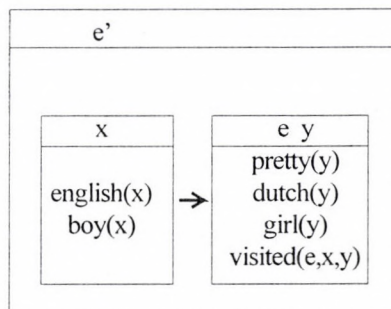 e’
x
english(x)
boy(x)
→
e y
pretty(y)
dutch(y)
girl(y)
visited(e,x,y)